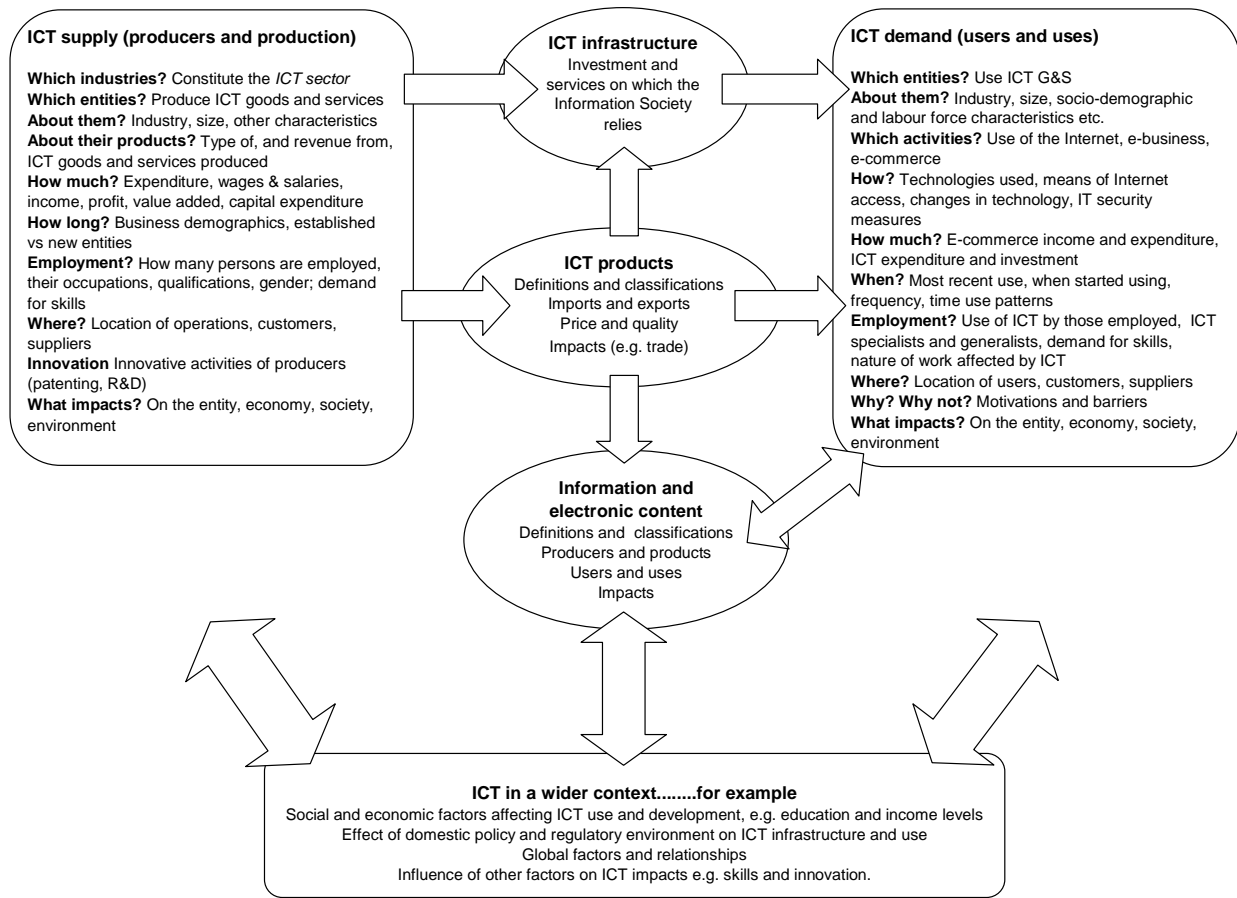 ICT supply (producers and production)
Which industries? Constitute the ICT sector
Which entities? Produce ICT goods and services
About them? Industry, size, other characteristics
About their products? Type of, and revenue from,
ICT goods and services produced
How much? Expenditure, wages & salaries,
income, profit, value added, capital expenditure
How long? Business demographics, established
vs new entities
Employment? How many persons are employed,
their occupations, qualifications, gender; demand
for skills
Where? Location of operations, customers,
suppliers
Innovation Innovative activities of producers
(patenting, R&D)
What impacts? On the entity, economy, society,
environment
ICT infrastructure
Investment and
services on which the
Information Society
relies
ICT products
Definitions and classifications
Imports and exports
Price and quality
Impacts (e.g. trade)
Information and
electronic content
Definitions and classifications
Producers and products
Users and uses
Impacts
ICT demand (users and uses)
Which entities? Use ICT G&S
About them? Industry, size, socio-demographic
and labour force characteristics etc.
Which activities? Use of the Internet, e-business,
e-commerce
How? Technologies used, means of Internet
access, changes in technology, IT security
measures
How much? E-commerce income and expenditure,
ICT expenditure and investment
When? Most recent use, when started using,
frequency, time use patterns
Employment? Use of ICT by those employed, ICT
specialists and generalists, demand for skills,
nature of work affected by ICT
Where? Location of users, customers, suppliers
Why? Why not? Motivations and barriers
What impacts? On the entity, economy, society,
environment
ICT in a wider context........for example
Social and economic factors affecting ICT use and development, e.g. education and income levels
Effect of domestic policy and regulatory environment on ICT infrastructure and use
Global factors and relationships
Influence of other factors on ICT impacts e.g. skills and innovation.